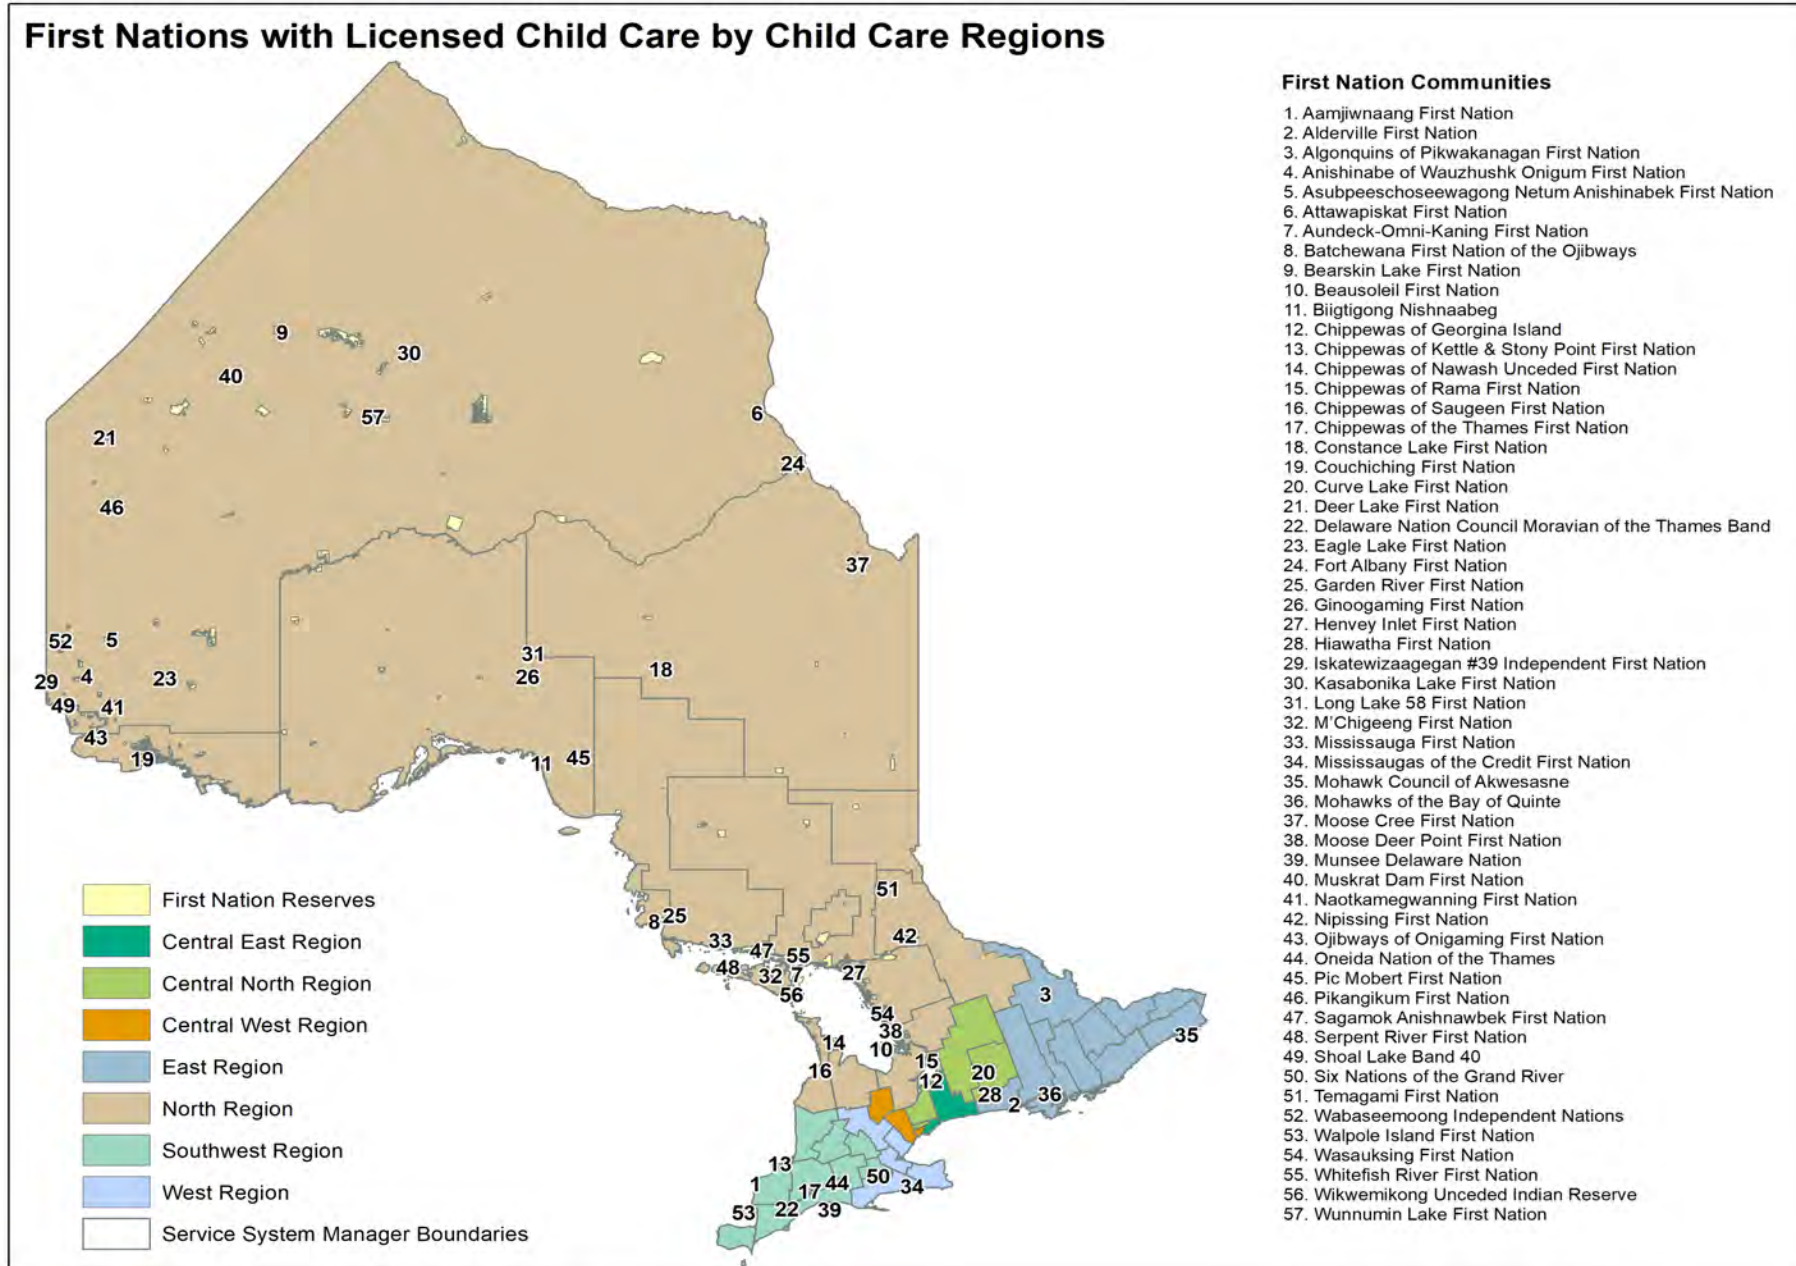 First Nations with Licensed Child Care by Child Care Regions
First Nation Communities
1. Aamjiwnaang First Nation
2. Alderville First Nation
3. Algonquins of Pikwakanagan First Nation
4. Anishinabe of Wauzhushk Onigum First Nation
5. Asubpeeschoseewagong Netum Anishinabek First Nation
6. Attawapiskat First Nation
7. Aundeck-Omni-Kaning First Nation
8. Batchewana First Nation of the Ojibways
9. Bearskin Lake First Nation
10. Beausoleil First Nation
11. Biigtigong Nishnaabeg
12. Chippewas of Georgina Island
13. Chippewas of Kettle & Stony Point First Nation
14. Chippewas of Nawash Unceded First Nation
15. Chippewas of Rama First Nation
16. Chippewas of Saugeen First Nation
17. Chippewas of the Thames First Nation
18. Constance Lake First Nation
19. Couchiching First Nation
20. Curve Lake First Nation
21. Deer Lake First Nation
22. Delaware Nation Council Moravian of the Thames Band
23. Eagle Lake First Nation
24. Fort Albany First Nation
25. Garden River First Nation
26. Ginoogaming First Nation
27. Henvey Inlet First Nation
28. Hiawatha First Nation
29. Iskatewizaagegan #39 Independent First Nation
30. Kasabonika Lake First Nation
31. Long Lake 58 First Nation
32. M'Chigeeng First Nation
33. Mississauga First Nation
34. Mississaugas of the Credit First Nation
35. Mohawk Council of Akwesasne
36. Mohawks of the Bay of Quinte
37. Moose Cree First Nation
38. Moose Deer Point First Nation
39. Munsee Delaware Nation
40. Muskrat Dam First Nation
41. Naotkamegwanning First Nation
42. Nipissing First Nation
43. Ojibways of Onigaming First Nation
44. Oneida Nation of the Thames
45. Pic Mobert First Nation
46. Pikangikum First Nation
47. Sagamok Anishnawbek First Nation
48. Serpent River First Nation
49. Shoal Lake Band 40
50. Six Nations of the Grand River
51. Temagami First Nation
52. Wabaseemoong Independent Nations
53. Walpole Island First Nation
54. Wasauksing First Nation
55. Whitefish River First Nation
56. Wikwemikong Unceded Indian Reserve
57. Wunnumin Lake First Nation
9
30
40
57
6
21
24
46
37
52
5
31
18
29
4
23
26
49
41
43
19
11
45
51
8
25
33
42
47
55
48
32
7
27
56
3
54
38
35
14
10
15
16
12
20
28
2
36
13
1
17
44
50
34
53
22
39
First Nation Reserves
Central East Region
Central North Region
Central West Region
East Region
North Region
Southwest Region
West Region
Service System Manager Boundaries